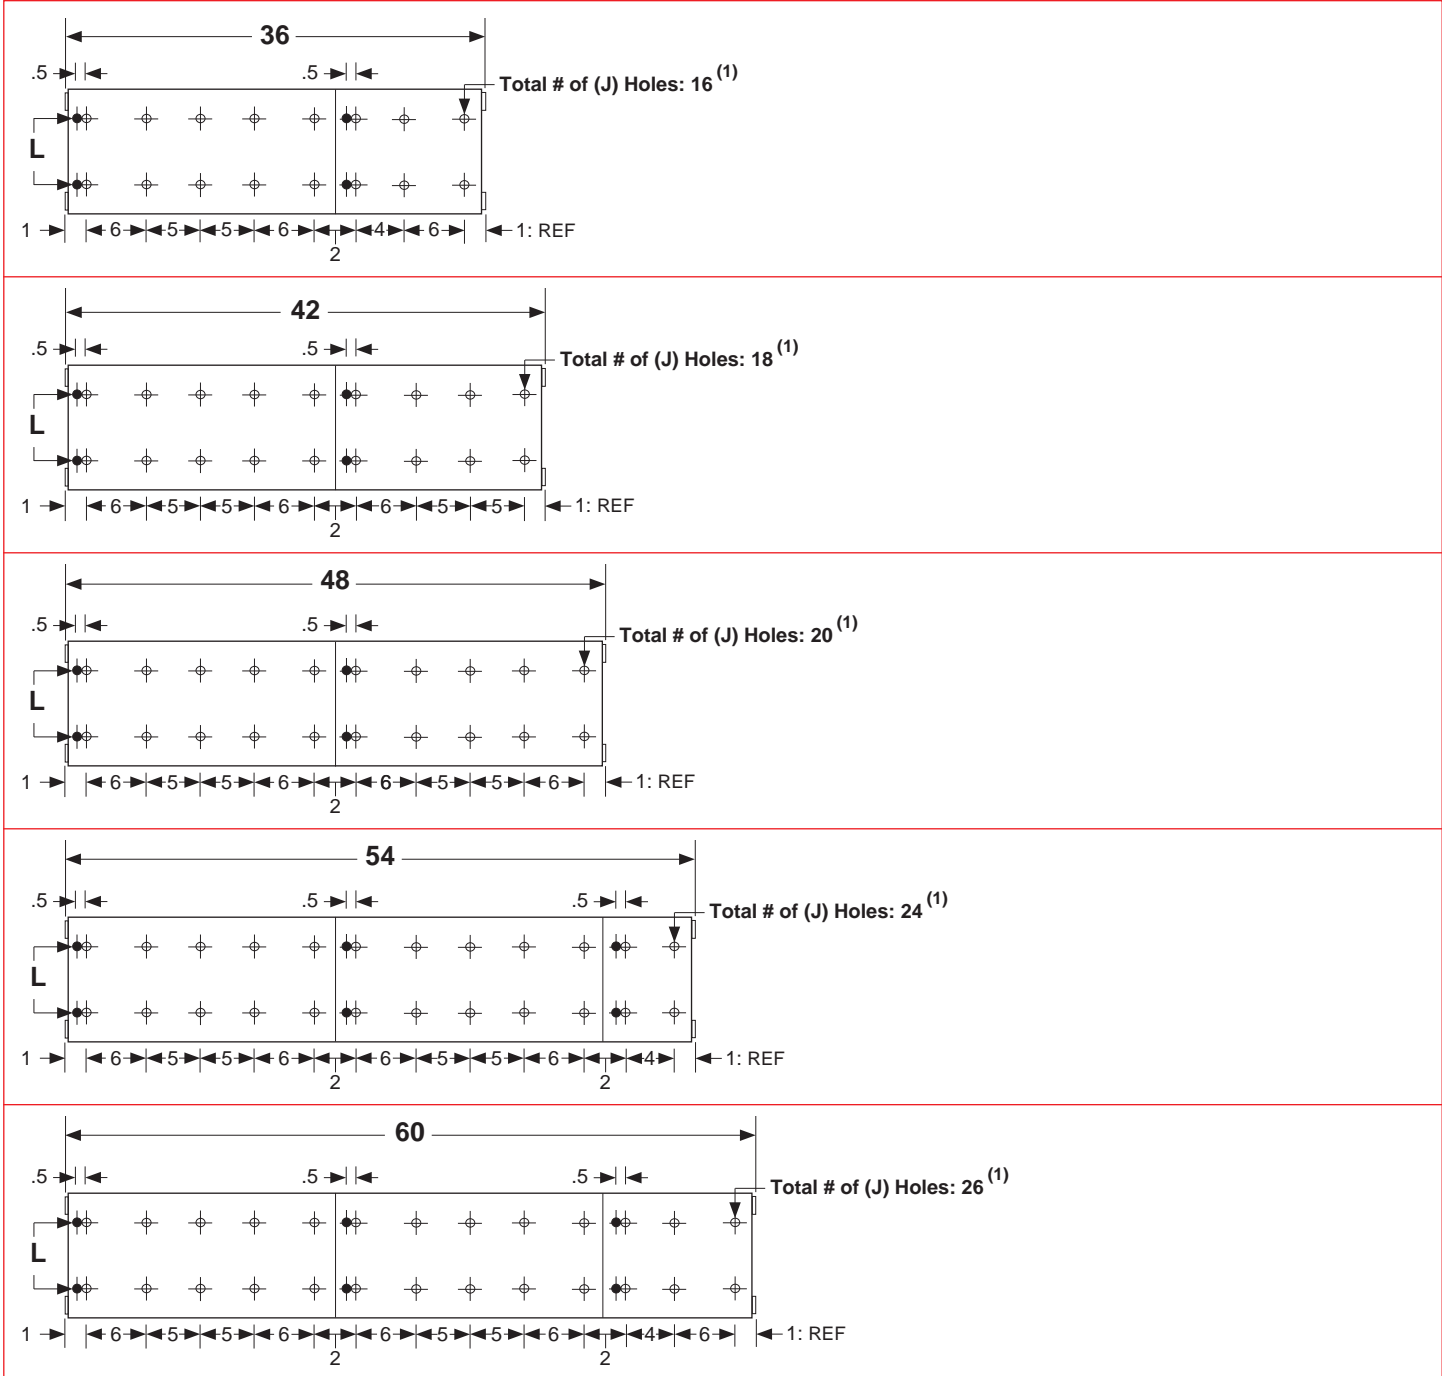 36
.5 .5
Total # of (J) Holes: 16 (1)
L
1 6 5 5 6 4 6 1: REF
2
42
.5 .5
Total # of (J) Holes: 18 (1)
L
1 6 5 5 6 6 5 5 1: REF
2
48
.5 .5
Total # of (J) Holes: 20 (1)
L
1 6 5 5 6 6 5 5 6 1: REF
2
54
.5 .5 .5
Total # of (J) Holes: 24 (1)
L
1 6 5 5 6 6 5 5 6 4 1: REF
2 2
60
.5 .5 .5
Total # of (J) Holes: 26 (1)
L
1 6 5 5 6 6 5 5 6 4 6 1: REF
2 2